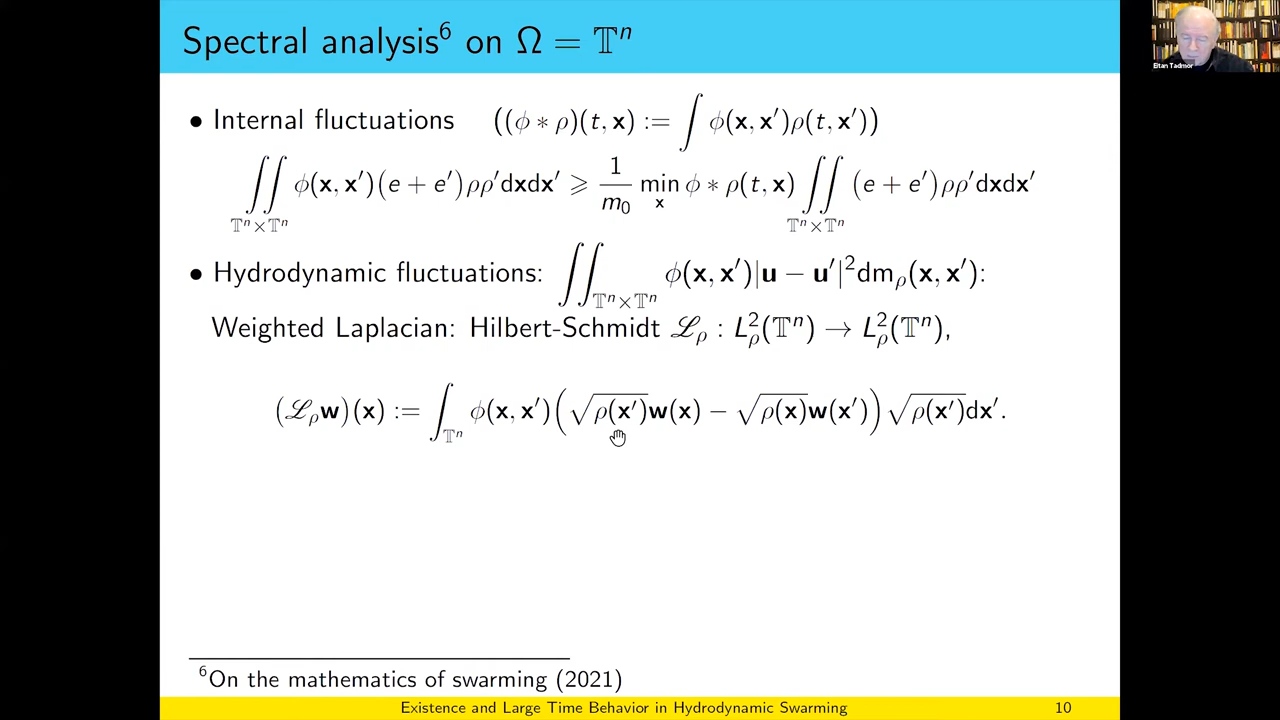 Spectral analysis⁶ on Ω = 𝕋ⁿ
Eitan Tadmor
• Internal fluctuations ((ϕ ∗ ρ)(t, x) := ∫ ϕ(x, x′)ρ(t, x′))
∬_{𝕋ⁿ×𝕋ⁿ} ϕ(x, x′)(e + e′)ρρ′dxdx′ ⩾ 1/m₀ min_x ϕ ∗ ρ(t, x) ∬_{𝕋ⁿ×𝕋ⁿ} (e + e′)ρρ′dxdx′
• Hydrodynamic fluctuations: ∬_{𝕋ⁿ×𝕋ⁿ} ϕ(x, x′)|u − u′|²dm_ρ(x, x′):
Weighted Laplacian: Hilbert-Schmidt ℒ_ρ : L²_ρ(𝕋ⁿ) → L²_ρ(𝕋ⁿ),
(ℒ_ρw)(x) := ∫_{𝕋ⁿ} ϕ(x, x′)(√ρ(x′)w(x) − √ρ(x)w(x′))√ρ(x′)dx′.
⁶On the mathematics of swarming (2021)
Existence and Large Time Behavior in Hydrodynamic Swarming 10